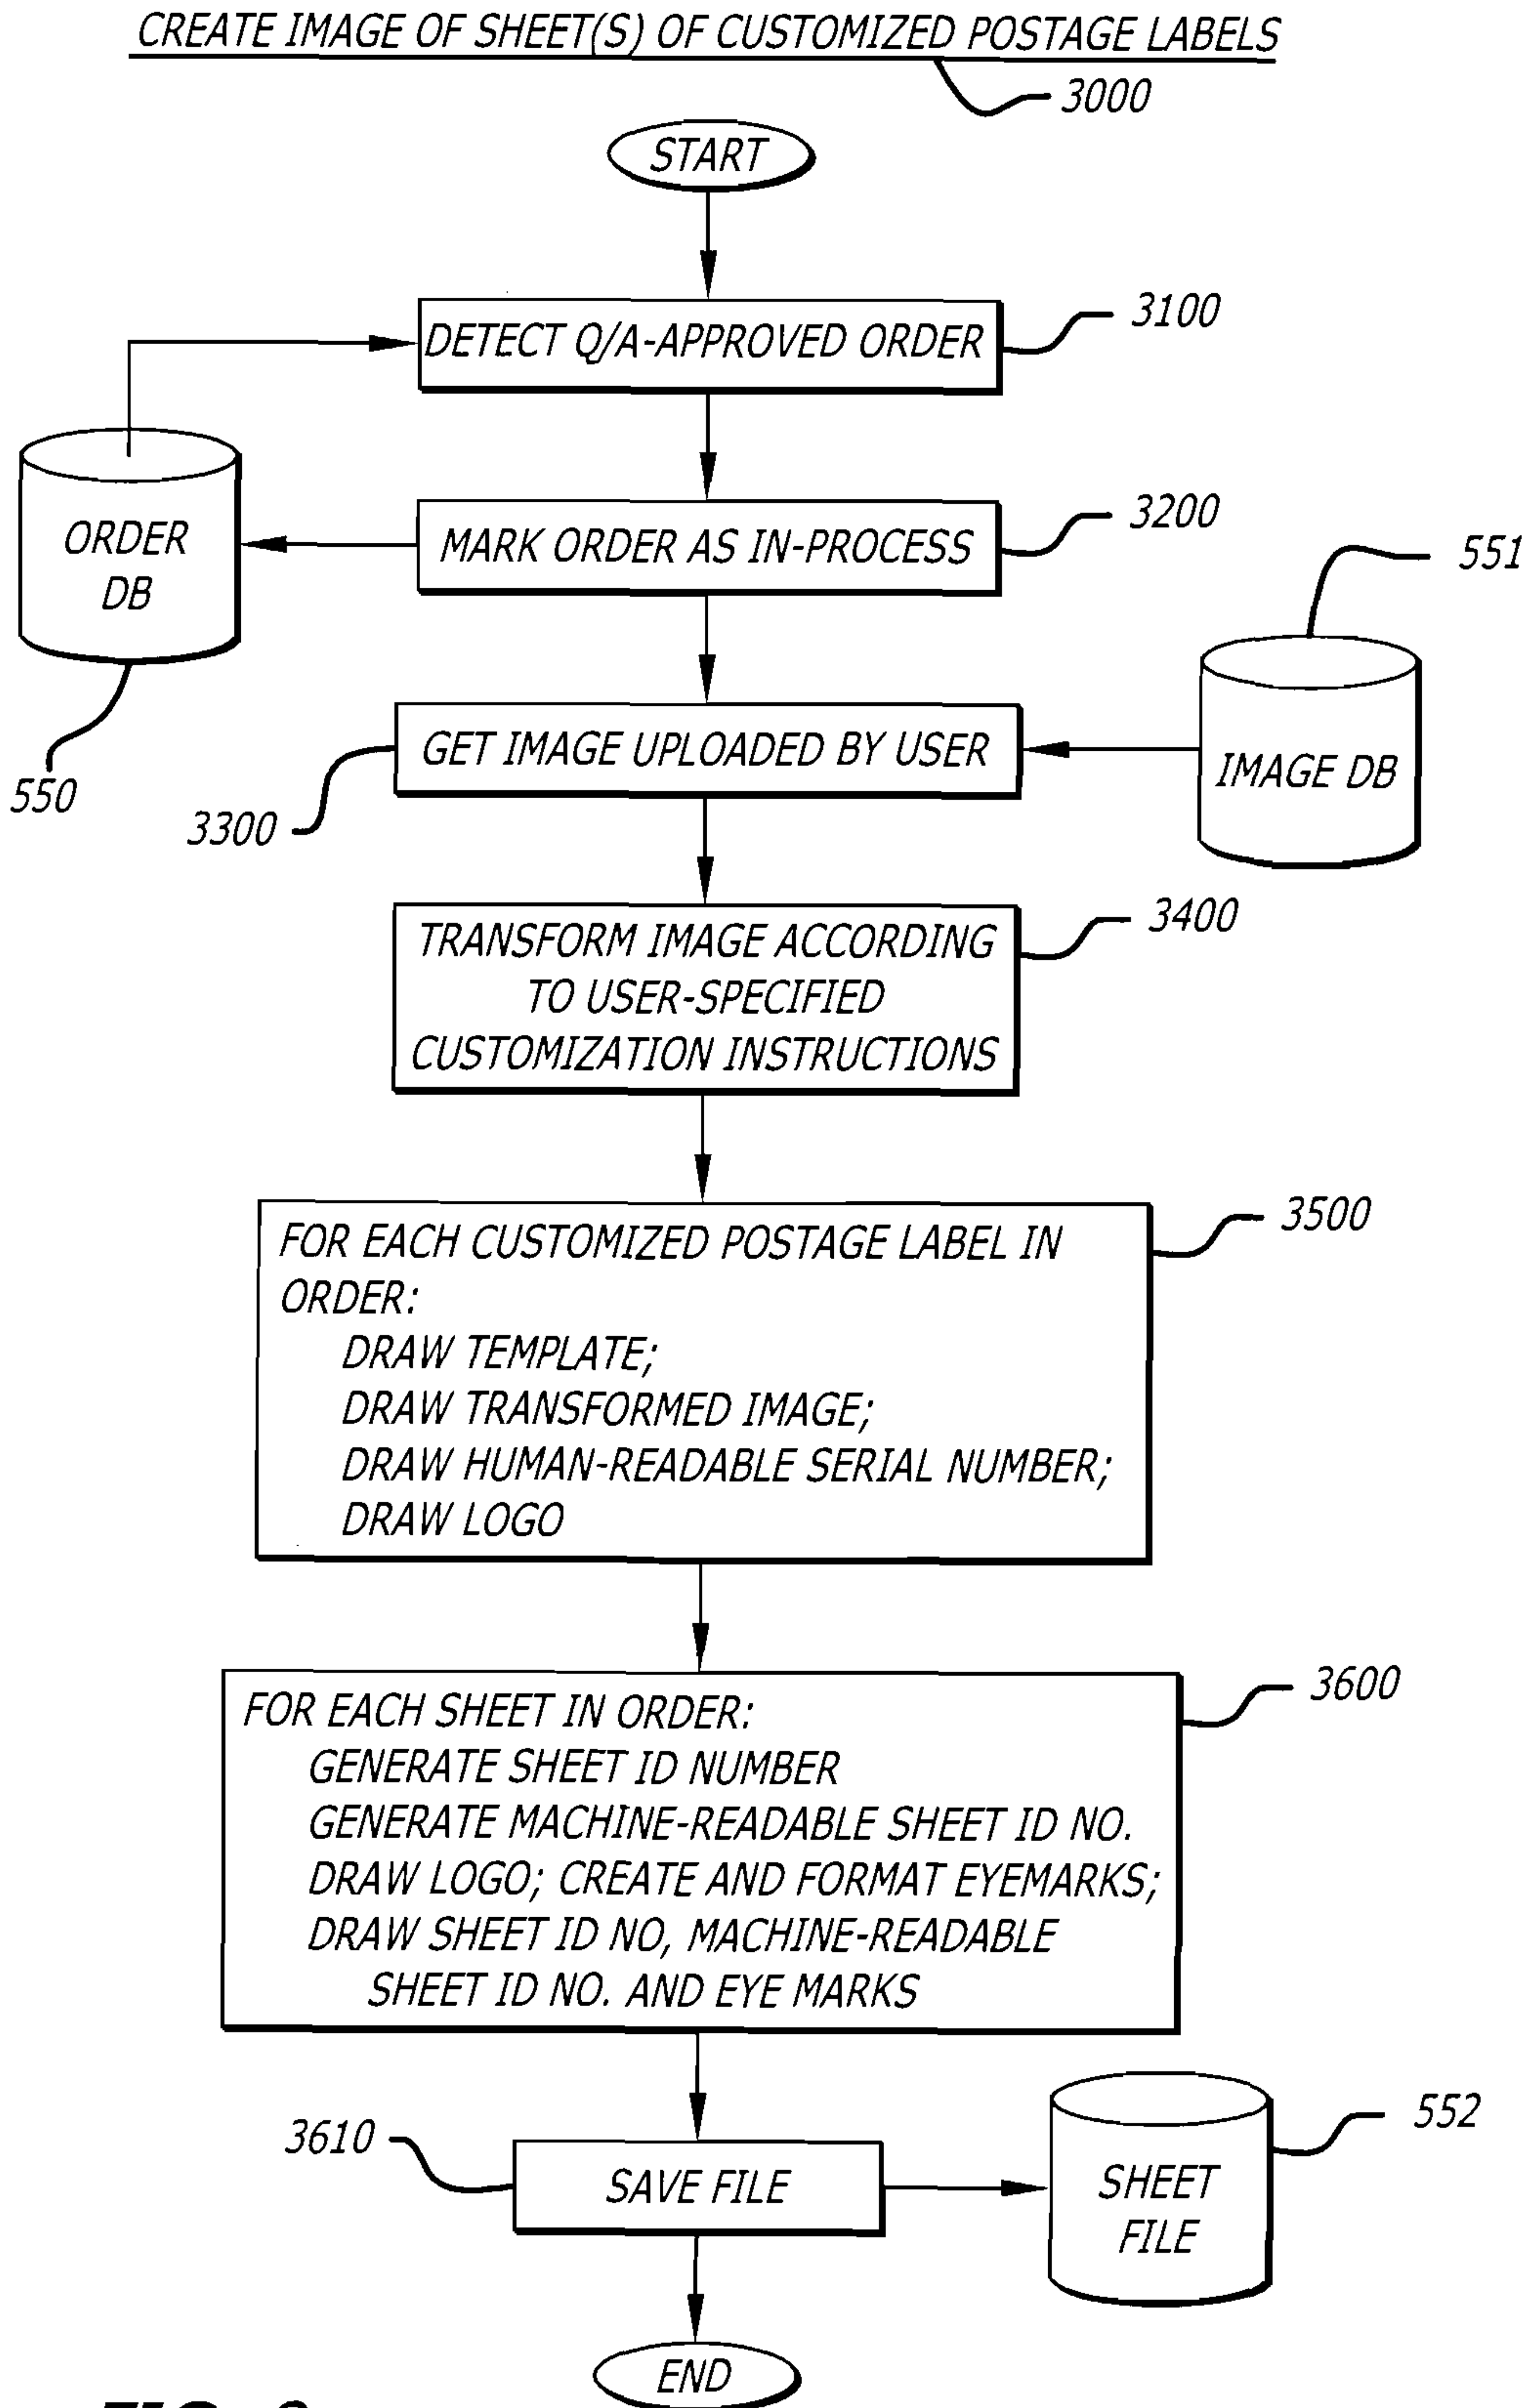 CREATE IMAGE OF SHEET(S) OF CUSTOMIZED POSTAGE LABELS
3000
START
DETECT Q/A-APPROVED ORDER
3100
MARK ORDER AS IN-PROCESS
3200
ORDER
DB
550
551
IMAGE DB
GET IMAGE UPLOADED BY USER
3300
TRANSFORM IMAGE ACCORDING
TO USER-SPECIFIED
CUSTOMIZATION INSTRUCTIONS
3400
FOR EACH CUSTOMIZED POSTAGE LABEL IN
ORDER:
DRAW TEMPLATE;
DRAW TRANSFORMED IMAGE;
DRAW HUMAN-READABLE SERIAL NUMBER;
DRAW LOGO
3500
FOR EACH SHEET IN ORDER:
GENERATE SHEET ID NUMBER
GENERATE MACHINE-READABLE SHEET ID NO.
DRAW LOGO; CREATE AND FORMAT EYEMARKS;
DRAW SHEET ID NO, MACHINE-READABLE
SHEET ID NO. AND EYE MARKS
3600
3610
SAVE FILE
SHEET
FILE
552
END